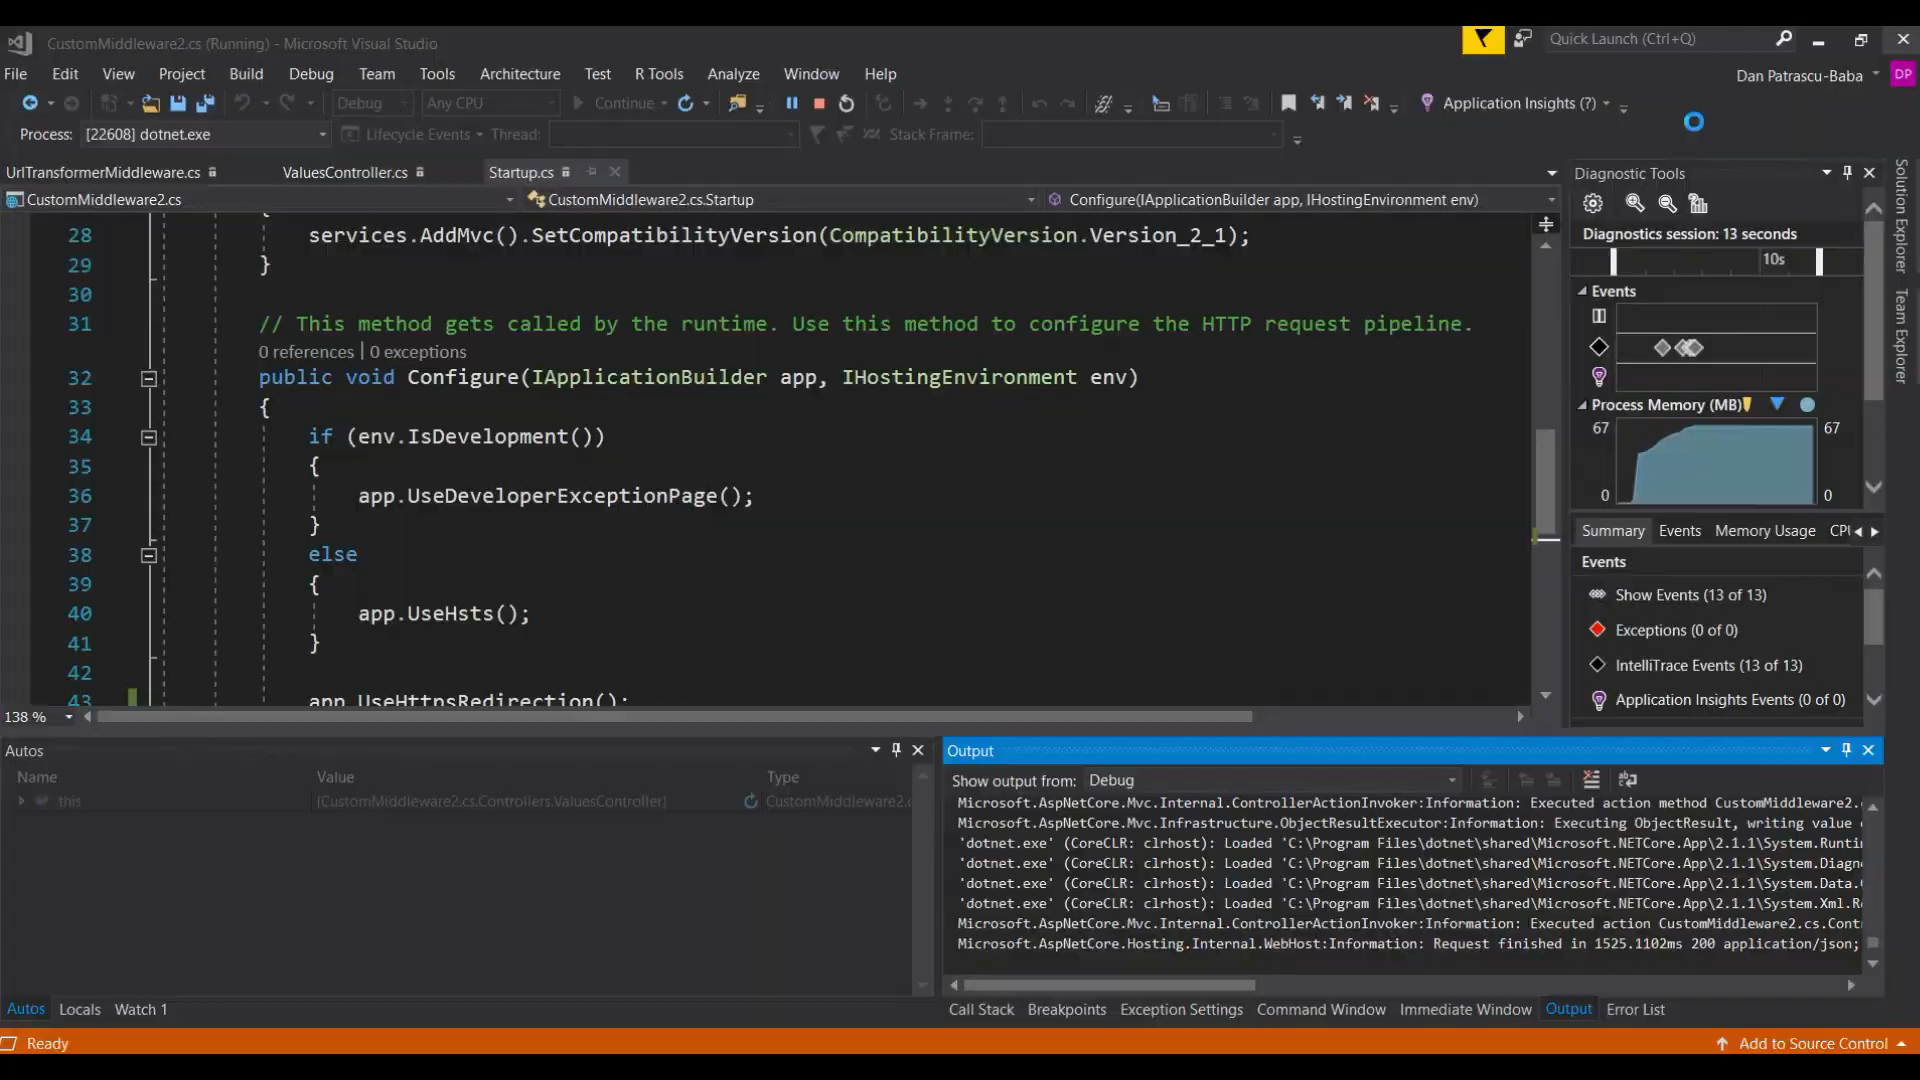 CustomMiddleware2.cs (Running) - Microsoft Visual Studio
Quick Launch (Ctrl+Q)
File Edit View Project Build Debug Team Tools Architecture Test R Tools Analyze Window Help
Dan Patrascu-Baba DP
Debug Any CPU Continue Application Insights (?)
Process: [22608] dotnet.exe Lifecycle Events Thread: Stack Frame:
UrlTransformerMiddleware.cs ValuesController.cs Startup.cs
CustomMiddleware2.cs CustomMiddleware2.cs.Startup Configure(IApplicationBuilder app, IHostingEnvironment env)
{
28 services.AddMvc().SetCompatibilityVersion(CompatibilityVersion.Version_2_1);
29 }
30
31 // This method gets called by the runtime. Use this method to configure the HTTP request pipeline.
0 references | 0 exceptions
32 public void Configure(IApplicationBuilder app, IHostingEnvironment env)
33 {
34 if (env.IsDevelopment())
35 {
36 app.UseDeveloperExceptionPage();
37 }
38 else
39 {
40 app.UseHsts();
41 }
42
43 app.UseHttpsRedirection();
138 %
Diagnostic Tools
Diagnostics session: 13 seconds
10s
Events
Process Memory (MB)
67 67
0 0
Summary Events Memory Usage CPU
Events
Show Events (13 of 13)
Exceptions (0 of 0)
IntelliTrace Events (13 of 13)
Application Insights Events (0 of 0)
Solution Explorer
Team Explorer
Autos
Name Value Type
this {CustomMiddleware2.cs.Controllers.ValuesController} CustomMiddleware2.c
Autos Locals Watch 1
Output
Show output from: Debug
Microsoft.AspNetCore.Mvc.Internal.ControllerActionInvoker:Information: Executed action method CustomMiddleware2.
Microsoft.AspNetCore.Mvc.Infrastructure.ObjectResultExecutor:Information: Executing ObjectResult, writing value
'dotnet.exe' (CoreCLR: clrhost): Loaded 'C:\Program Files\dotnet\shared\Microsoft.NETCore.App\2.1.1\System.Runti
'dotnet.exe' (CoreCLR: clrhost): Loaded 'C:\Program Files\dotnet\shared\Microsoft.NETCore.App\2.1.1\System.Diagn
'dotnet.exe' (CoreCLR: clrhost): Loaded 'C:\Program Files\dotnet\shared\Microsoft.NETCore.App\2.1.1\System.Data.
'dotnet.exe' (CoreCLR: clrhost): Loaded 'C:\Program Files\dotnet\shared\Microsoft.NETCore.App\2.1.1\System.Xml.R
Microsoft.AspNetCore.Mvc.Internal.ControllerActionInvoker:Information: Executed action CustomMiddleware2.cs.Cont
Microsoft.AspNetCore.Hosting.Internal.WebHost:Information: Request finished in 1525.1102ms 200 application/json;
Call Stack Breakpoints Exception Settings Command Window Immediate Window Output Error List
Ready
Add to Source Control